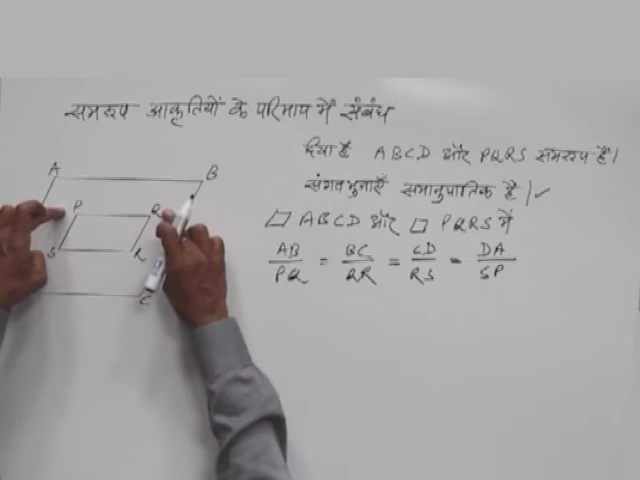 समरूप आकृतियों के परिमाप में संबंध
दिया है ABCD और PQRS समरूप हैं।
संगत भुजाएँ समानुपातिक है। ✓
▱ ABCD और ▱ PQRS में
AB/PQ = BC/QR = CD/RS = DA/SP
A B
P Q
S R
C